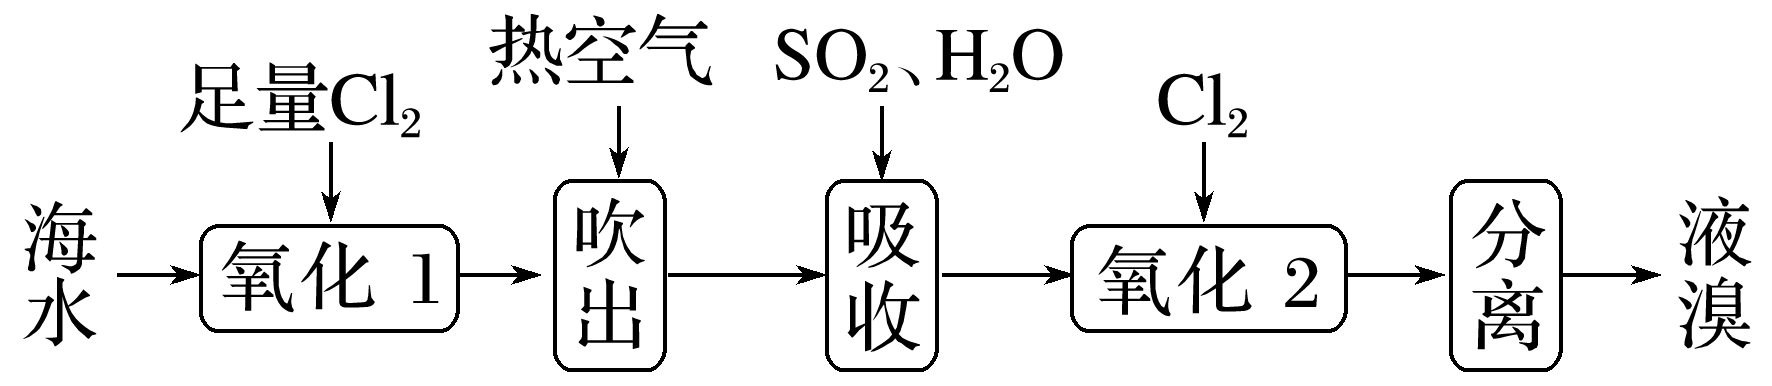 足量Cl₂
热空气
SO₂、H₂O
Cl₂
海水
氧化 1
吹出
吸收
氧化 2
分离
液溴